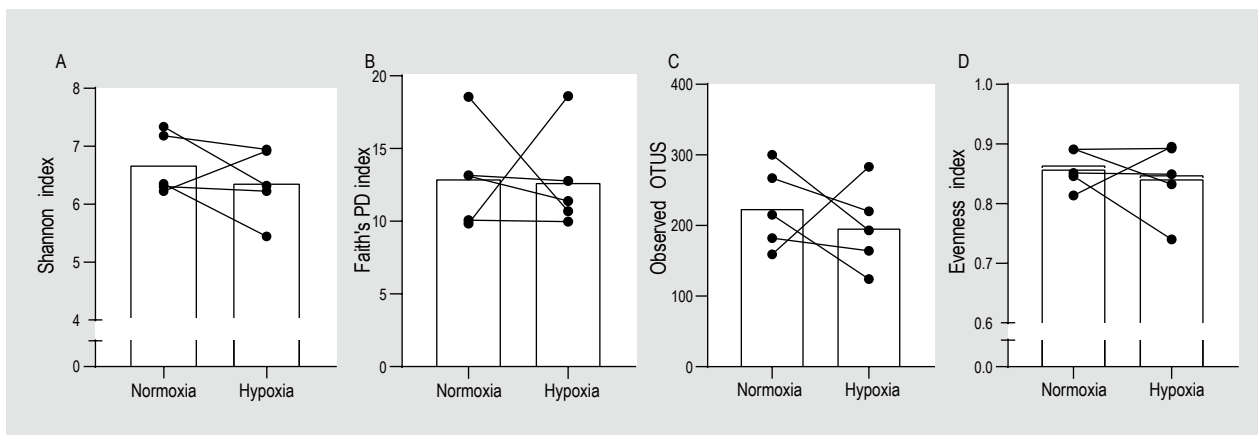 A
Shannon index
8
7
6
5
4
0
Normoxia Hypoxia
B
Faith's PD index
20
15
10
5
0
Normoxia Hypoxia
C
Observed OTUS
400
300
200
100
0
Normoxia Hypoxia
D
Evenness index
1.0
0.9
0.8
0.7
0.6
0.0
Normoxia Hypoxia